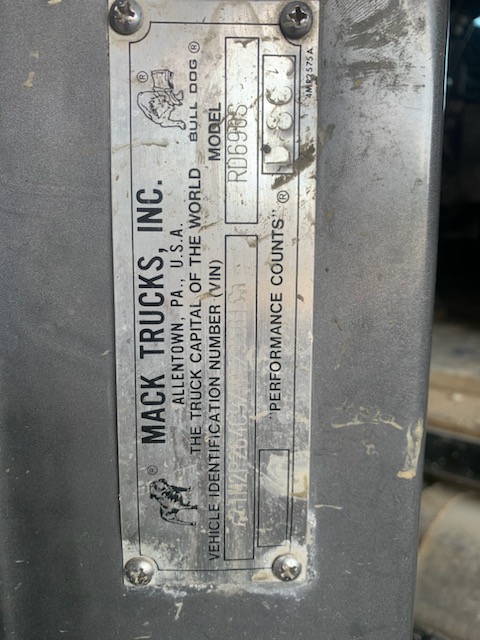 MACK TRUCKS, INC.
ALLENTOWN, PA., U.S.A.
THE TRUCK CAPITAL OF THE WORLD
BULL DOG®
VEHICLE IDENTIFICATION NUMBER (VIN)
MODEL
RD690S
"PERFORMANCE COUNTS"®